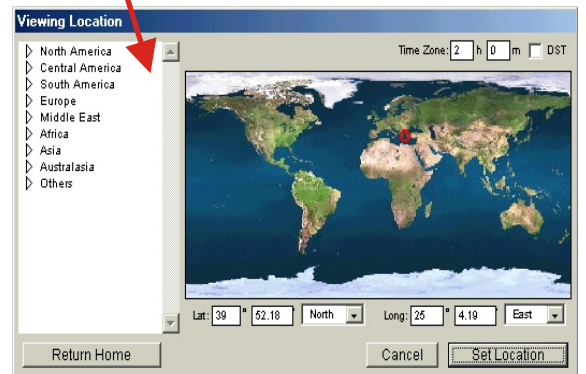 Viewing Location
North America
Central America
South America
Europe
Middle East
Africa
Asia
Australasia
Others
Time Zone: 2 h 0 m DST
Lat: 39 ° 52.18 ' North Long: 25 ° 4.19 ' East
Return Home Cancel Set Location